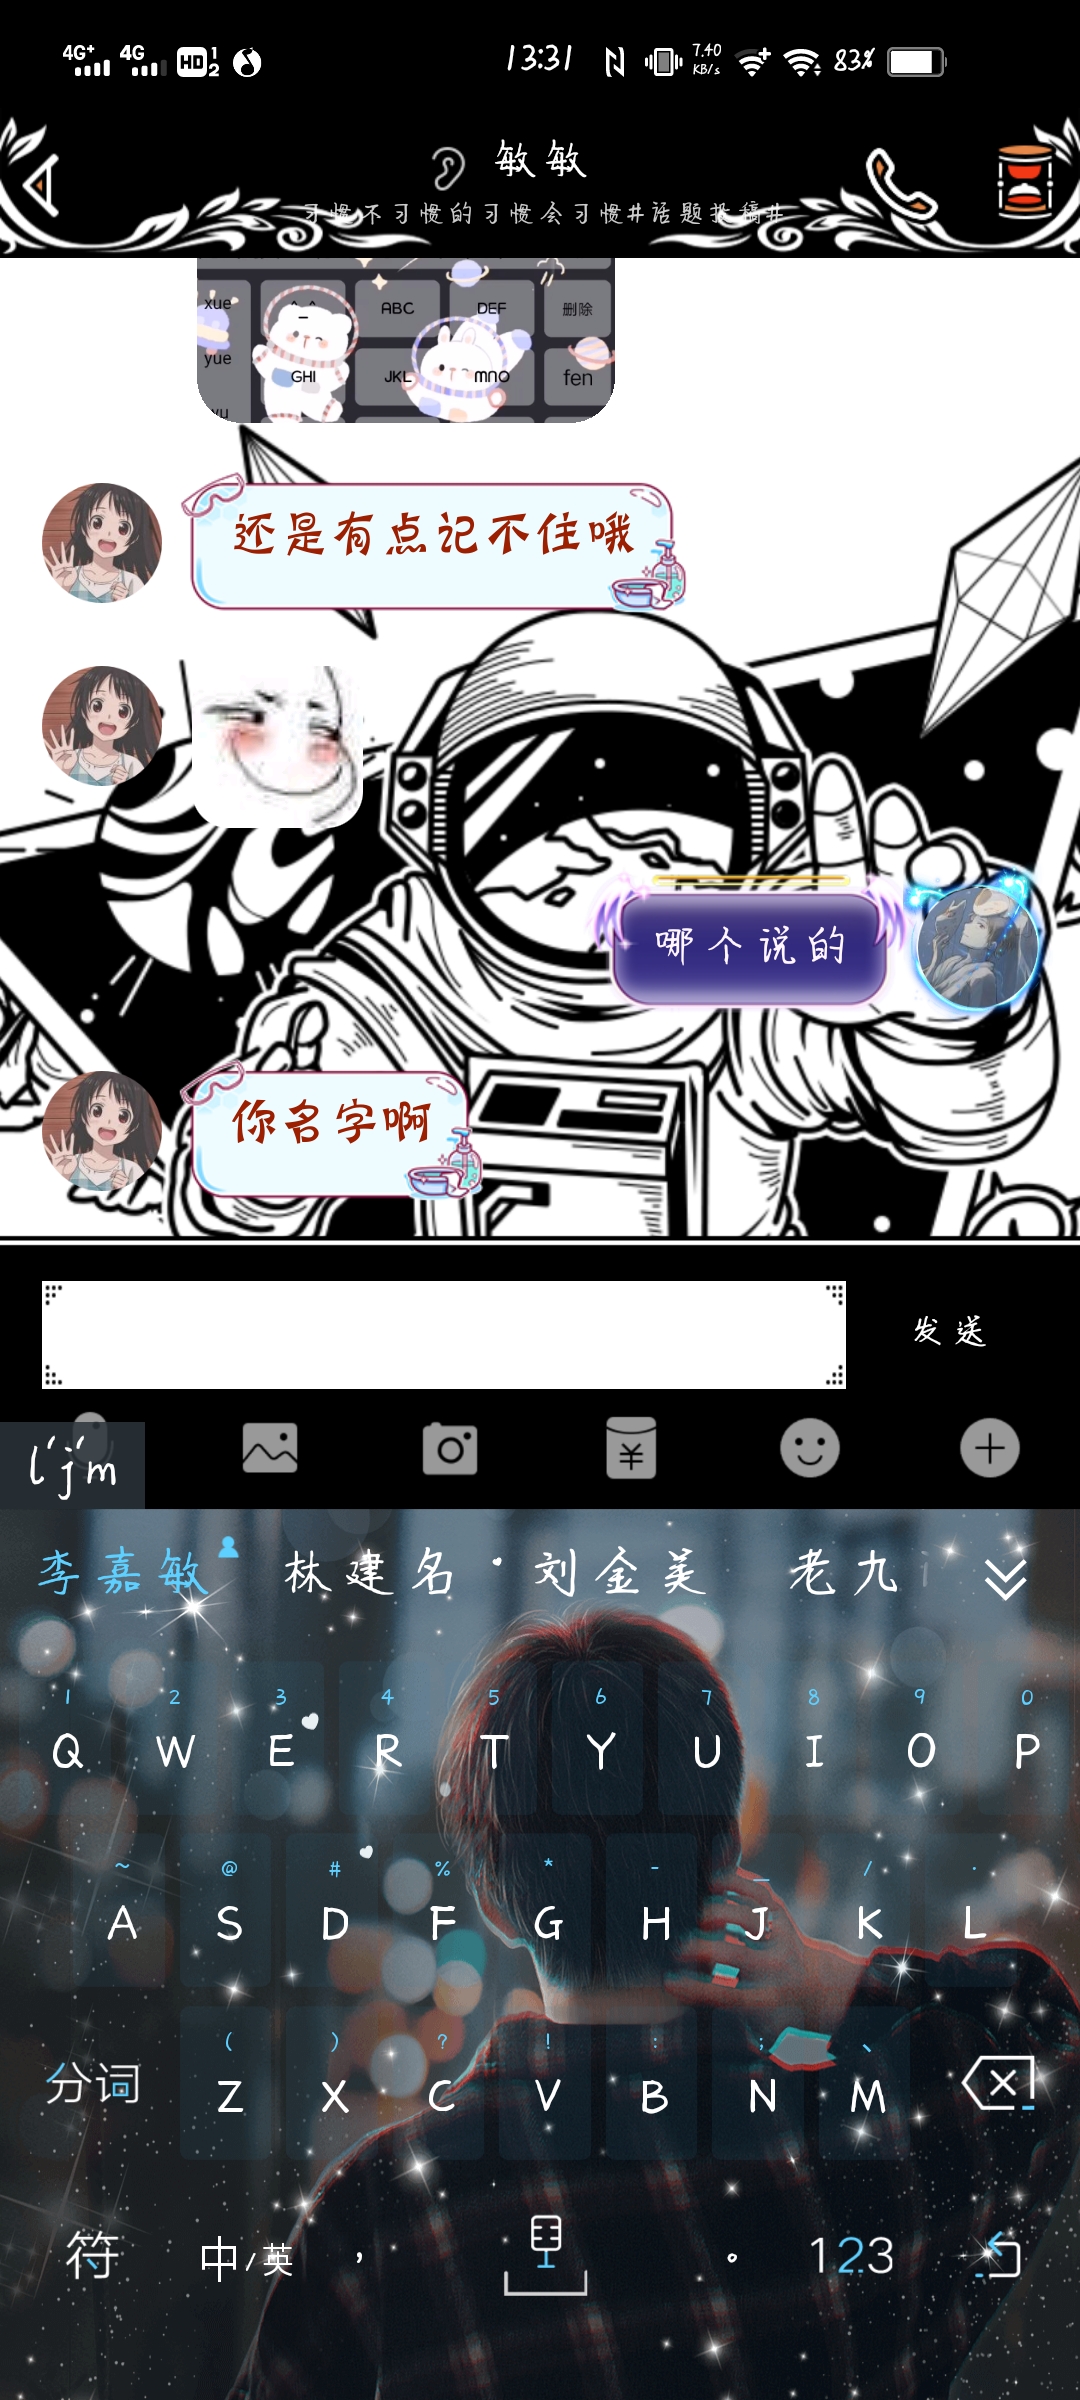 4G+ 4G HD 1 2 13:31 7.40 KB/s 83%
敏敏
习惯不习惯的习惯会习惯#话题投稿#
xue ^_^ ABC DEF 删除
yue GHI JKL MNO fen
wu
还是有点记不住哦
哪个说的
你名字啊
发送
l'j'm
李嘉敏 林建名 刘金美 老九
1 2 3 4 5 6 7 8 9 0
Q W E R T Y U I O P
~ @ # % * - _ / ·
A S D F G H J K L
( ) ? ! : ; 、
分词 Z X C V B N M
符 中/英 , 。 123